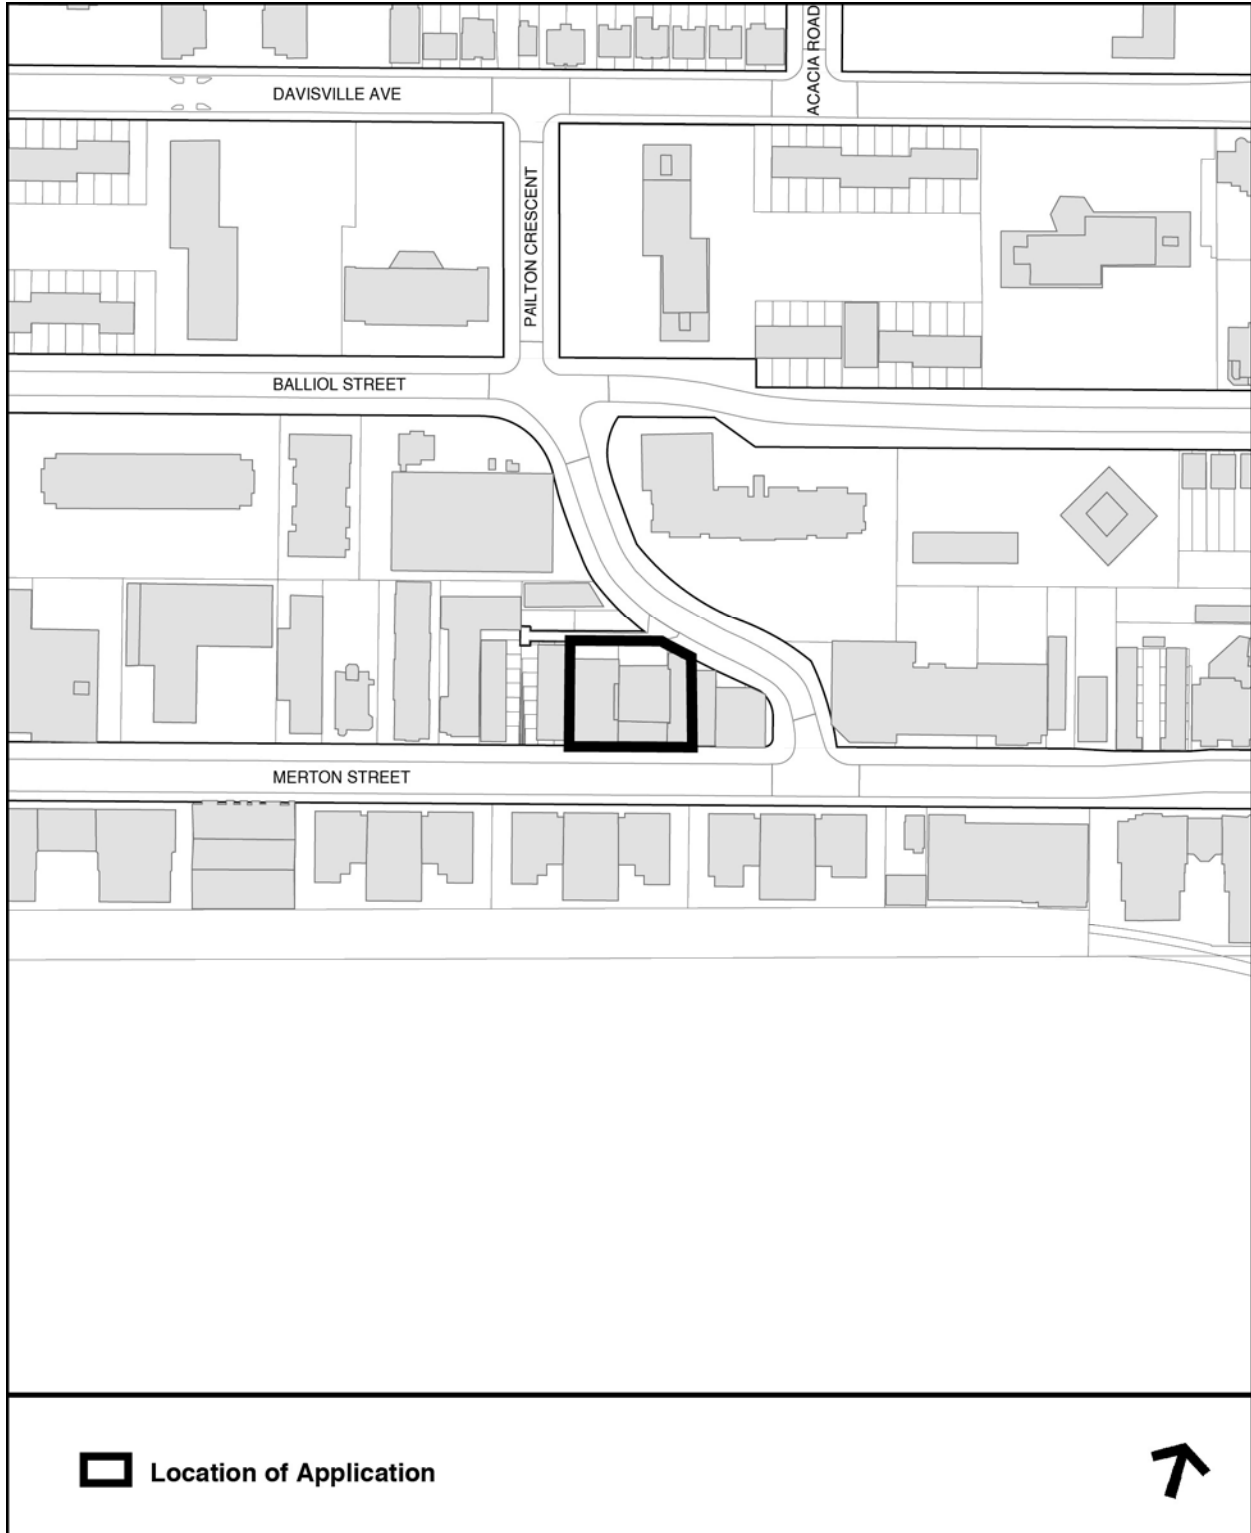 ACACIA ROAD
DAVISVILLE AVE
PAILTON CRESCENT
BALLIOL STREET
MERTON STREET
Location of Application